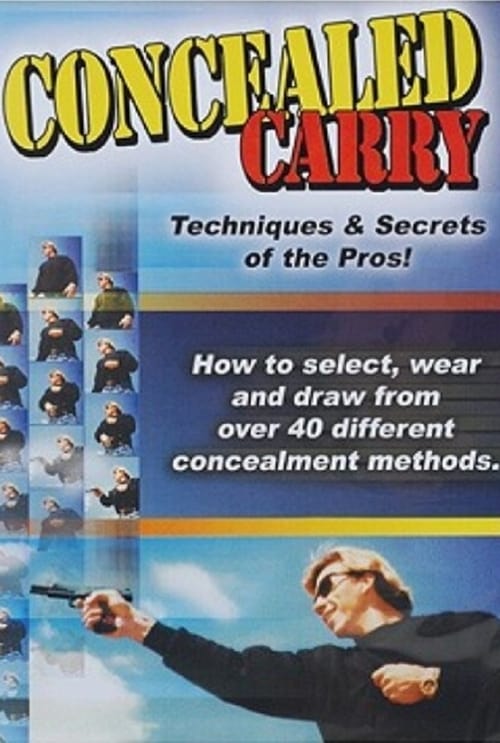 CONCEALED
CARRY
Techniques & Secrets
of the Pros!
How to select, wear
and draw from
over 40 different
concealment methods.